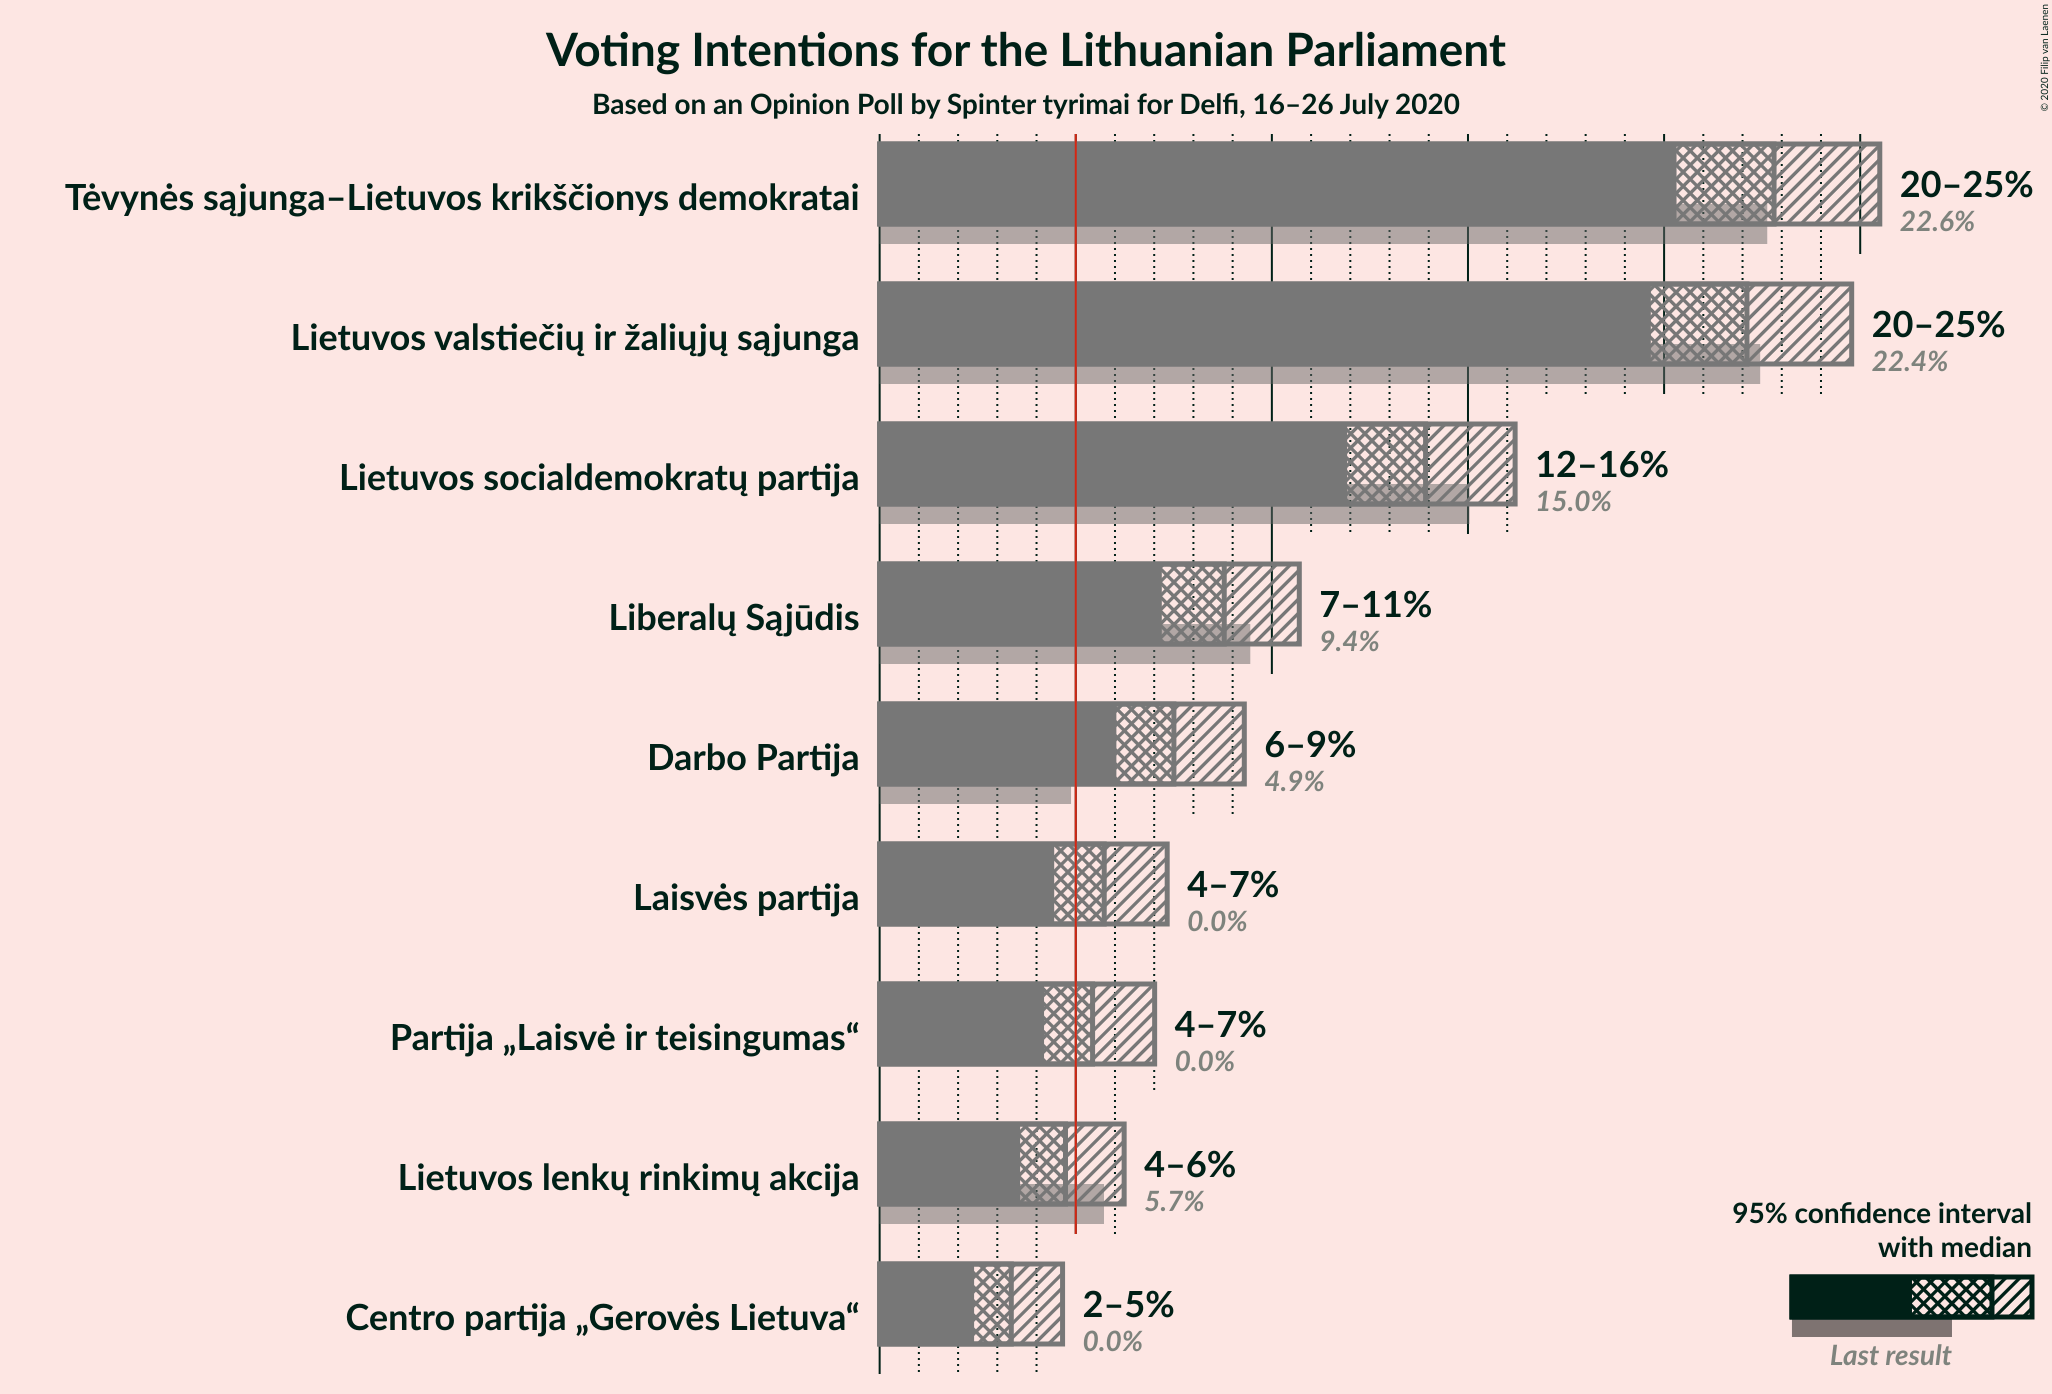 © 2020 Filip van Laenen
Voting Intentions for the Lithuanian Parliament
Based on an Opinion Poll by Spinter tyrimai for Delfi, 16–26 July 2020
Tėvynės sąjunga–Lietuvos krikščionys demokratai
20–25%
22.6%
Lietuvos valstiečių ir žaliųjų sąjunga
20–25%
22.4%
Lietuvos socialdemokratų partija
12–16%
15.0%
Liberalų Sąjūdis
7–11%
9.4%
Darbo Partija
6–9%
4.9%
Laisvės partija
4–7%
0.0%
Partija „Laisvė ir teisingumas“
4–7%
0.0%
Lietuvos lenkų rinkimų akcija
4–6%
5.7%
Centro partija „Gerovės Lietuva“
2–5%
0.0%
95% confidence interval
with median
Last result